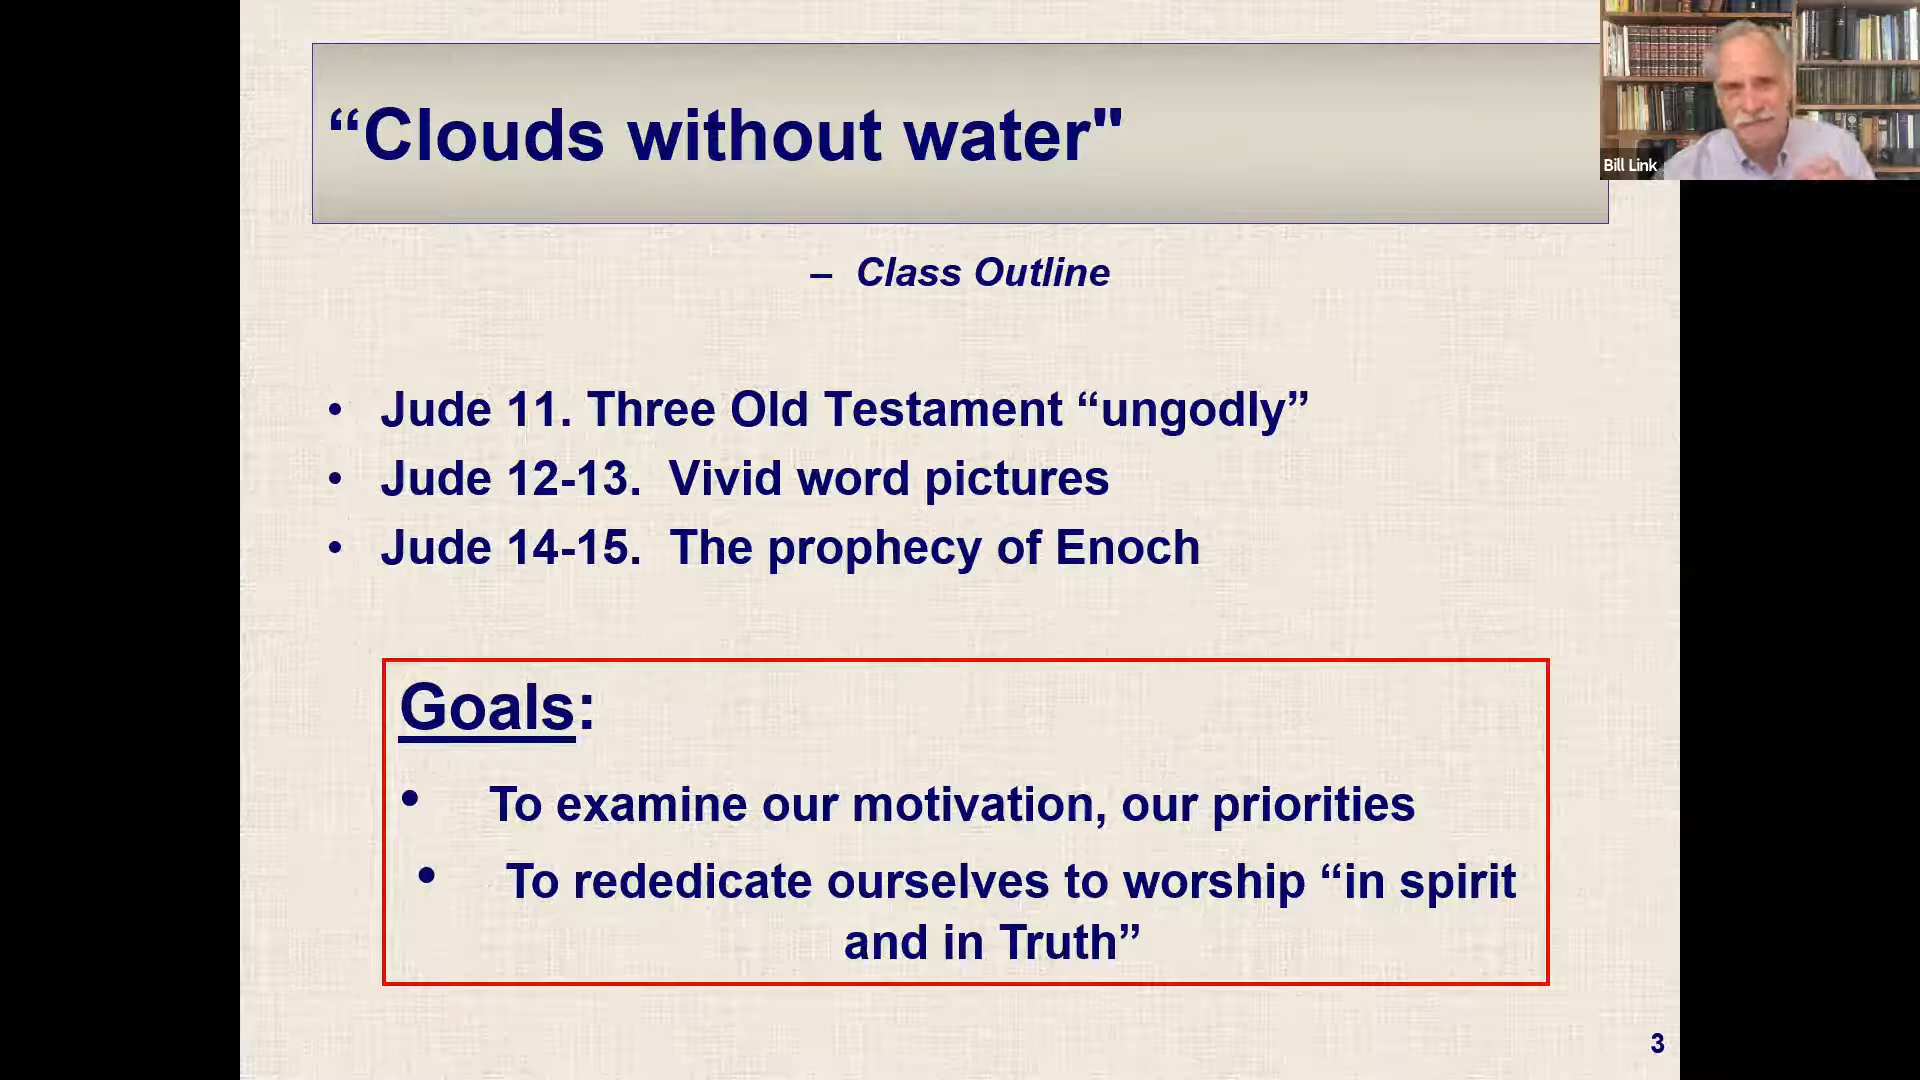 “Clouds without water"
Bill Link
– Class Outline
• Jude 11. Three Old Testament “ungodly”
• Jude 12-13. Vivid word pictures
• Jude 14-15. The prophecy of Enoch
Goals:
• To examine our motivation, our priorities
• To rededicate ourselves to worship “in spirit
and in Truth”
3